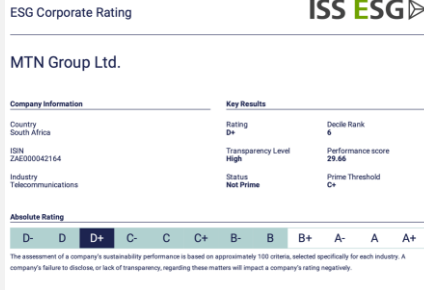 ESG Corporate Rating
ISS ESG
MTN Group Ltd.
Company Information
Key Results
Country
South Africa
Rating
D+
Decile Rank
6
ISIN
ZAE000042164
Transparency Level
High
Performance score
29.66
Industry
Telecommunications
Status
Not Prime
Prime Threshold
C+
Absolute Rating
D- D D+ C- C C+ B- B B+ A- A A+
The assessment of a company's sustainability performance is based on approximately 100 criteria, selected specifically for each industry. A
company's failure to disclose, or lack of transparency, regarding these matters will impact a company's rating negatively.